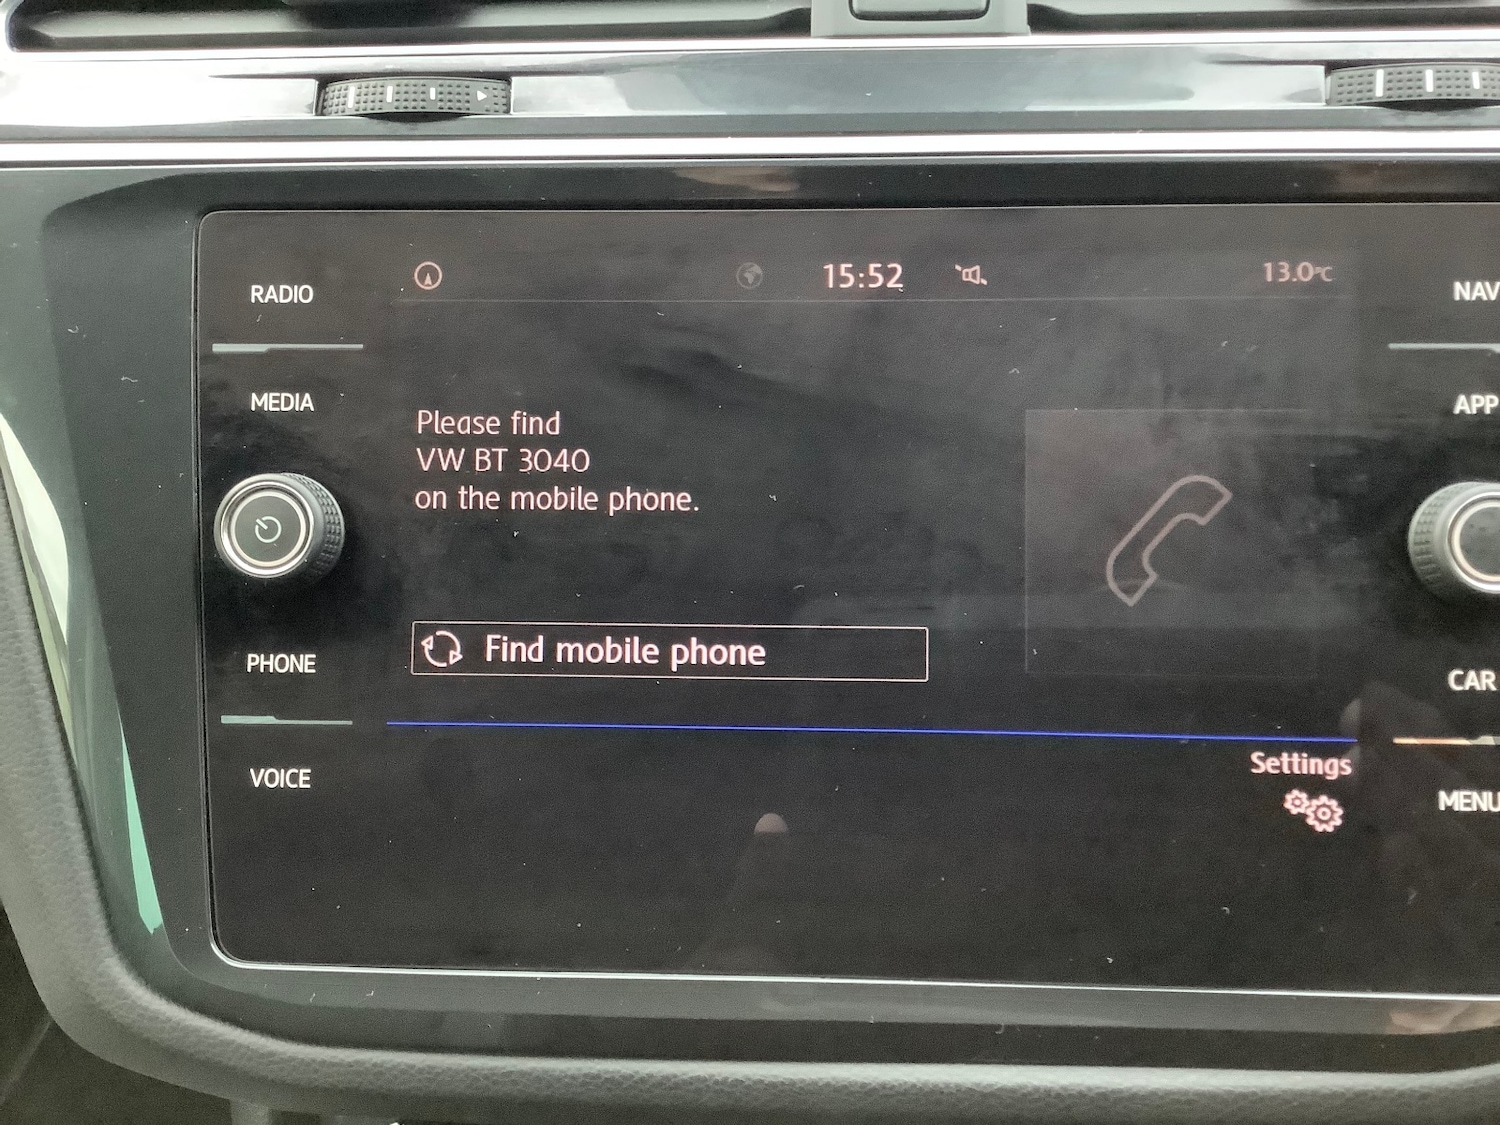 15:52
13.0°C
RADIO
NAV
MEDIA
APP
Please find
VW BT 3040
on the mobile phone.
Find mobile phone
PHONE
CAR
Settings
VOICE
MENU